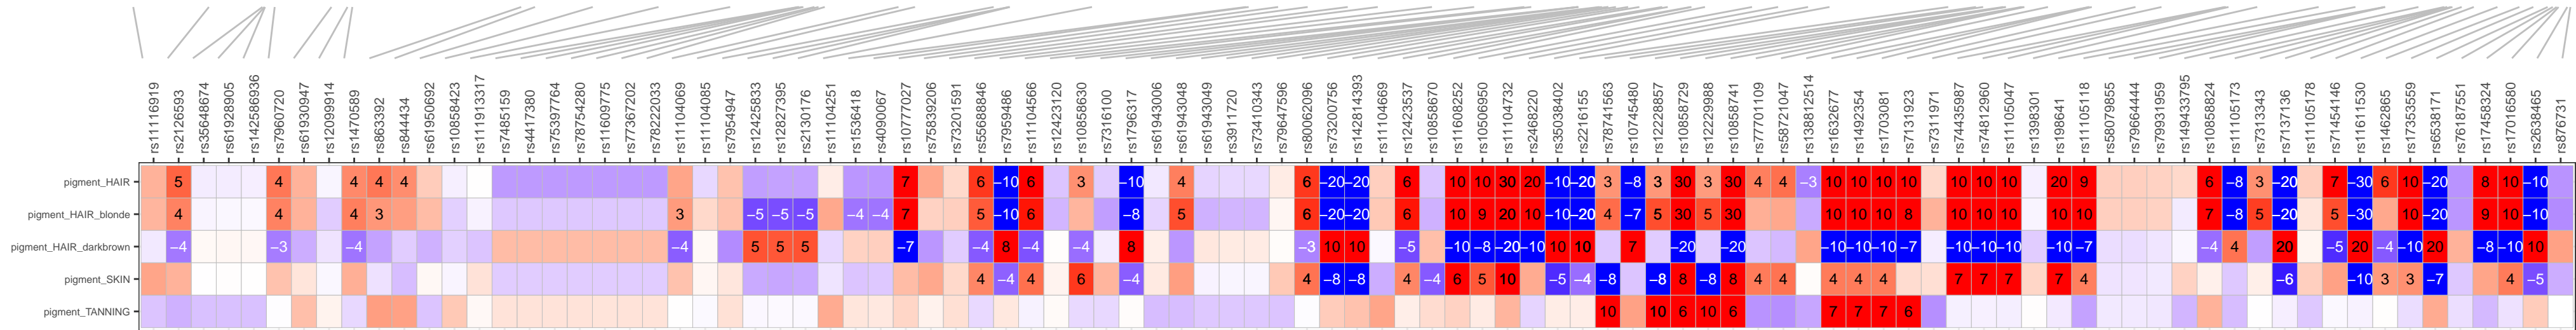 rs11116919
rs2126593
rs3548674
rs61928905
rs142586936
rs7960720
rs61930947
rs12099914
rs1470589
rs863392
rs844434
rs61950692
rs10858423
rs111913317
rs7485159
rs4417380
rs75397764
rs78754280
rs11609775
rs77367202
rs78222033
rs11104069
rs11104085
rs7954947
rs12425833
rs12827395
rs2130176
rs11104251
rs1536418
rs4090067
rs10777027
rs75839206
rs73201591
rs55688846
rs7959486
rs11104566
rs12423120
rs10858630
rs7316100
rs1796317
rs61943006
rs61943048
rs61943049
rs3911720
rs73410343
rs79647596
rs80062096
rs73200756
rs142814393
rs11104669
rs12423537
rs10858670
rs11608252
rs10506950
rs11104732
rs2468220
rs35038402
rs2216155
rs78741563
rs10745480
rs12228857
rs10858729
rs12229988
rs10858741
rs77701109
rs58721047
rs138812514
rs1632677
rs1492354
rs1703081
rs71319323
rs7311971
rs74435987
rs74812960
rs11105047
rs1398301
rs196641
rs11105118
rs58079855
rs79664444
rs79931959
rs149433795
rs10858824
rs11105173
rs7313343
rs7137136
rs11105178
rs71454146
rs11611530
rs1462865
rs17353559
rs6538171
rs76187551
rs17458324
rs17016580
rs2638465
rs876731
pigment_HAIR 5 4 4 4 4 7 6 −10 6 3 −10 4 6 −20 −20 6 10 10 30 20 −10 −20 3 −8 3 30 3 30 4 4 −3 10 10 10 10 10 10 10 20 9 6 −8 3 −20 7 −30 6 10 −20 8 10 −10
pigment_HAIR_blonde 4 4 4 3 3 −5 −5 −5 −4 −4 7 5 −10 6 −8 5 6 −20 −20 6 10 9 20 10 −10 −20 4 −7 5 30 5 30 10 10 10 8 10 10 10 10 10 7 −8 5 −20 5 −30 10 −20 9 10 −10
pigment_HAIR_darkbrown −4 −3 −4 −4 5 5 5 −7 −4 8 −4 −4 8 −3 10 10 −5 −10 −8 −20 −10 10 10 7 −20 −20 −10 −10 −10 −7 −10 −10 −10 −10 −7 −4 4 20 −5 20 −4 −10 20 −8 −10 10
pigment_SKIN 4 −4 4 6 −4 4 −8 −8 4 −4 6 5 10 −5 −4 −8 −8 8 −8 8 4 4 4 4 4 7 7 7 7 4 −6 −10 3 3 −7 4 −5
pigment_TANNING 10 10 6 10 6 7 7 7 6